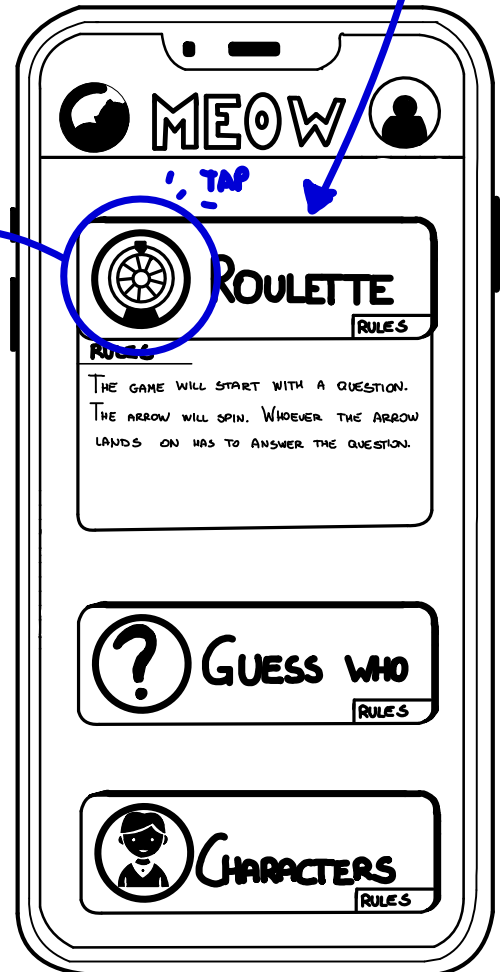 MEOW
TAP
ROULETTE
RULES
RULES
THE GAME WILL START WITH A QUESTION.
THE ARROW WILL SPIN. WHOEVER THE ARROW
LANDS ON HAS TO ANSWER THE QUESTION.
GUESS WHO
RULES
CHARACTERS
RULES